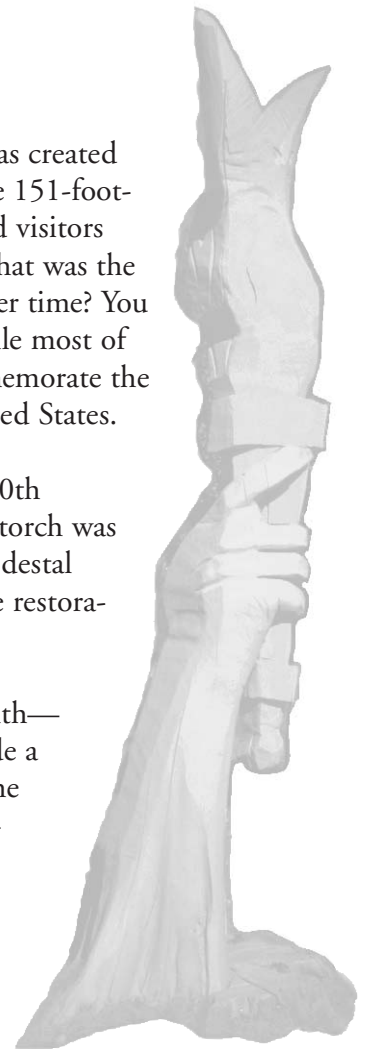 as created
e 151-foot-
d visitors
hat was the
er time? You
le most of
emorate the
ed States.
0th
torch was
destal
e restora-
th—
le a
he